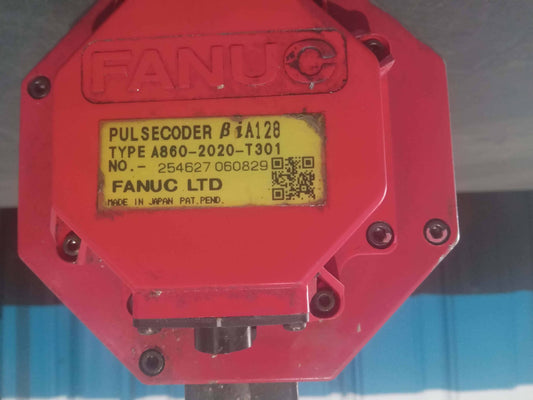 FANUC
PULSECODER βiA128
TYPE A860-2020-T301
NO.- 254627 060829
FANUC LTD
MADE IN JAPAN PAT.PEND.